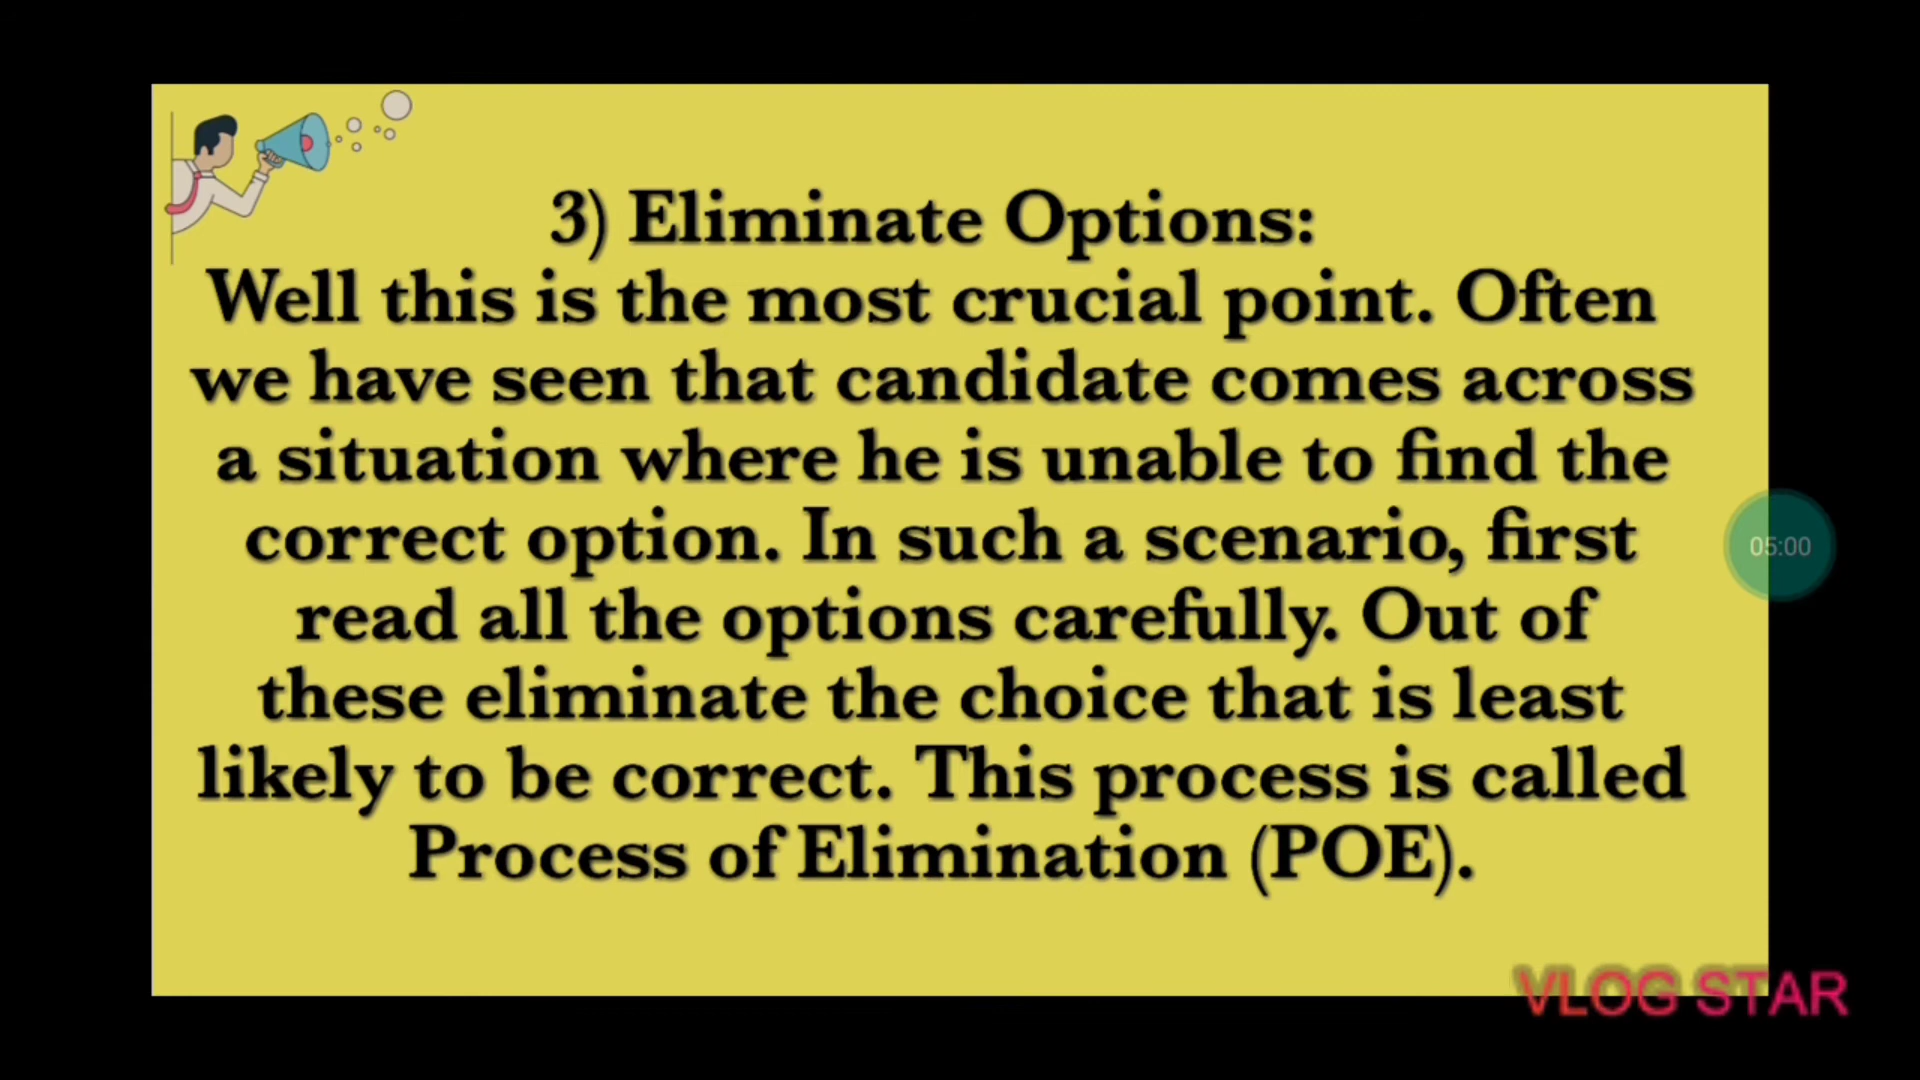 3) Eliminate Options:
Well this is the most crucial point. Often
we have seen that candidate comes across
a situation where he is unable to find the
correct option. In such a scenario, first
read all the options carefully. Out of
these eliminate the choice that is least
likely to be correct. This process is called
Process of Elimination (POE).
05:00
VLOG STAR